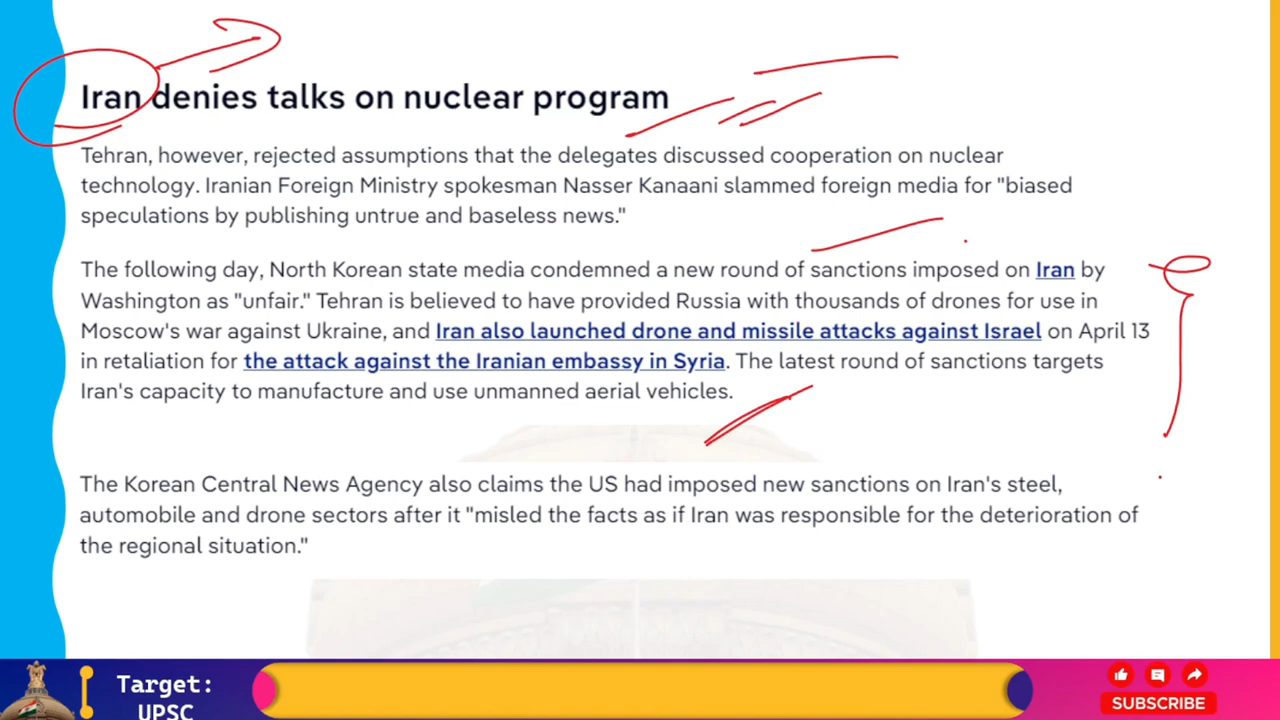 Iran denies talks on nuclear program
Tehran, however, rejected assumptions that the delegates discussed cooperation on nuclear
technology. Iranian Foreign Ministry spokesman Nasser Kanaani slammed foreign media for "biased
speculations by publishing untrue and baseless news."
The following day, North Korean state media condemned a new round of sanctions imposed on Iran by
Washington as "unfair." Tehran is believed to have provided Russia with thousands of drones for use in
Moscow's war against Ukraine, and Iran also launched drone and missile attacks against Israel on April 13
in retaliation for the attack against the Iranian embassy in Syria. The latest round of sanctions targets
Iran's capacity to manufacture and use unmanned aerial vehicles.
The Korean Central News Agency also claims the US had imposed new sanctions on Iran's steel,
automobile and drone sectors after it "misled the facts as if Iran was responsible for the deterioration of
the regional situation."
Target:
UPSC
SUBSCRIBE